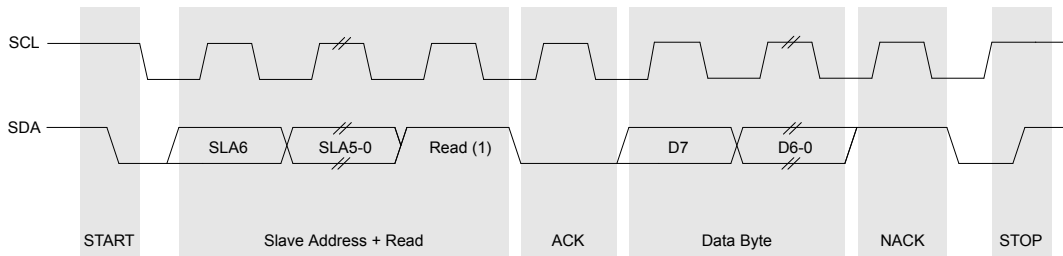 SCL
SDA
SLA6 SLA5-0 Read (1) D7 D6-0
START Slave Address + Read ACK Data Byte NACK STOP